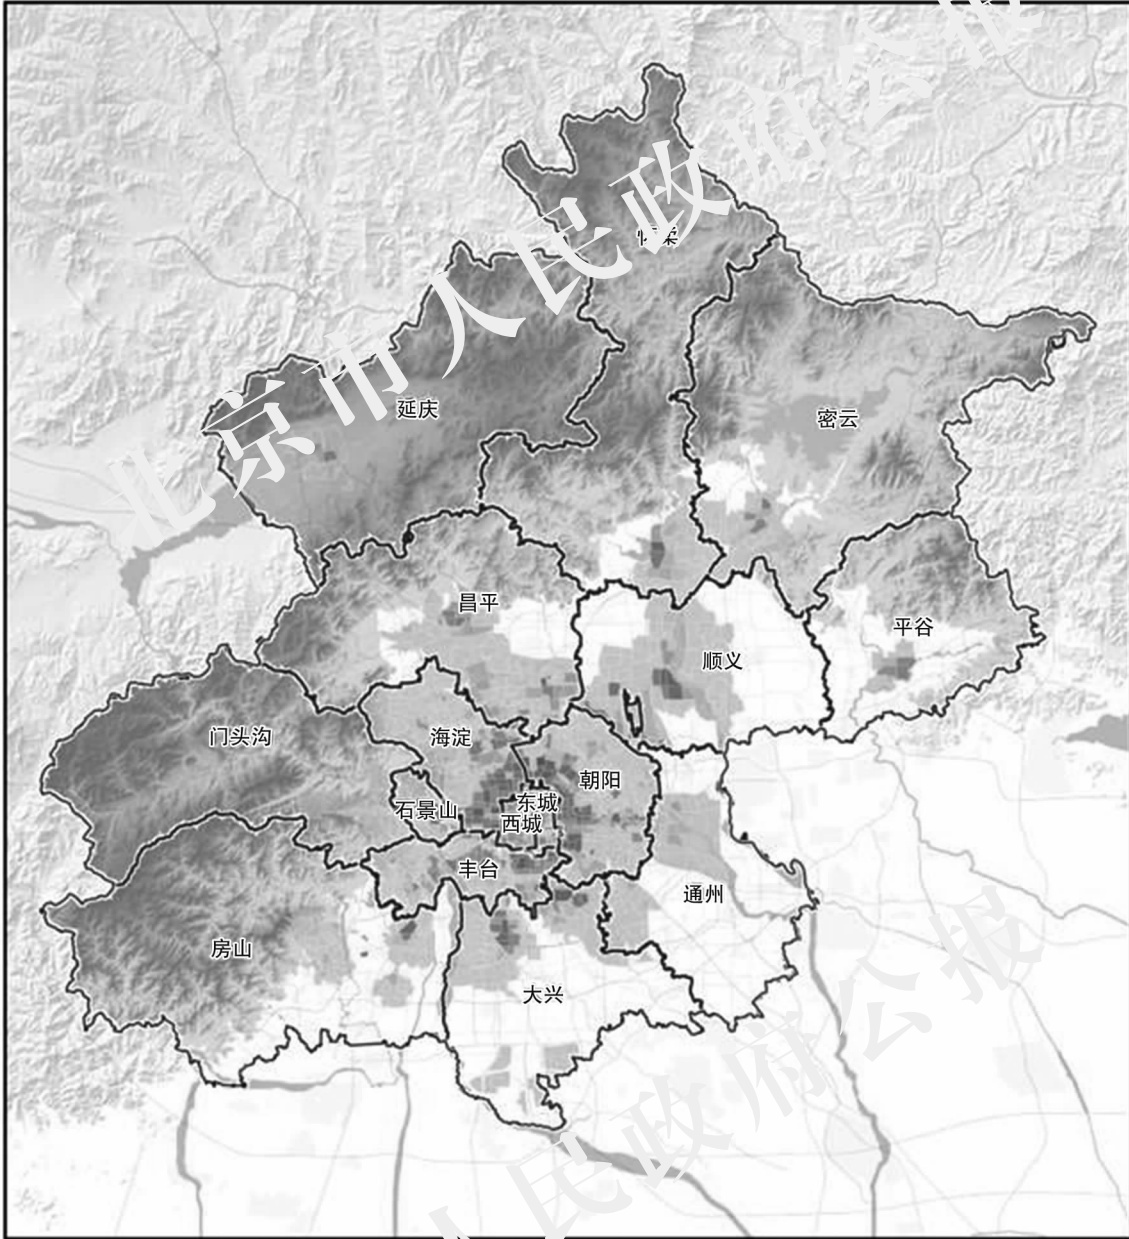 北京市人民政府公报
怀柔
延庆
密云
昌平
平谷
顺义
门头沟
海淀
朝阳
石景山
东城
西城
丰台
通州
房山
大兴
人民政府公报